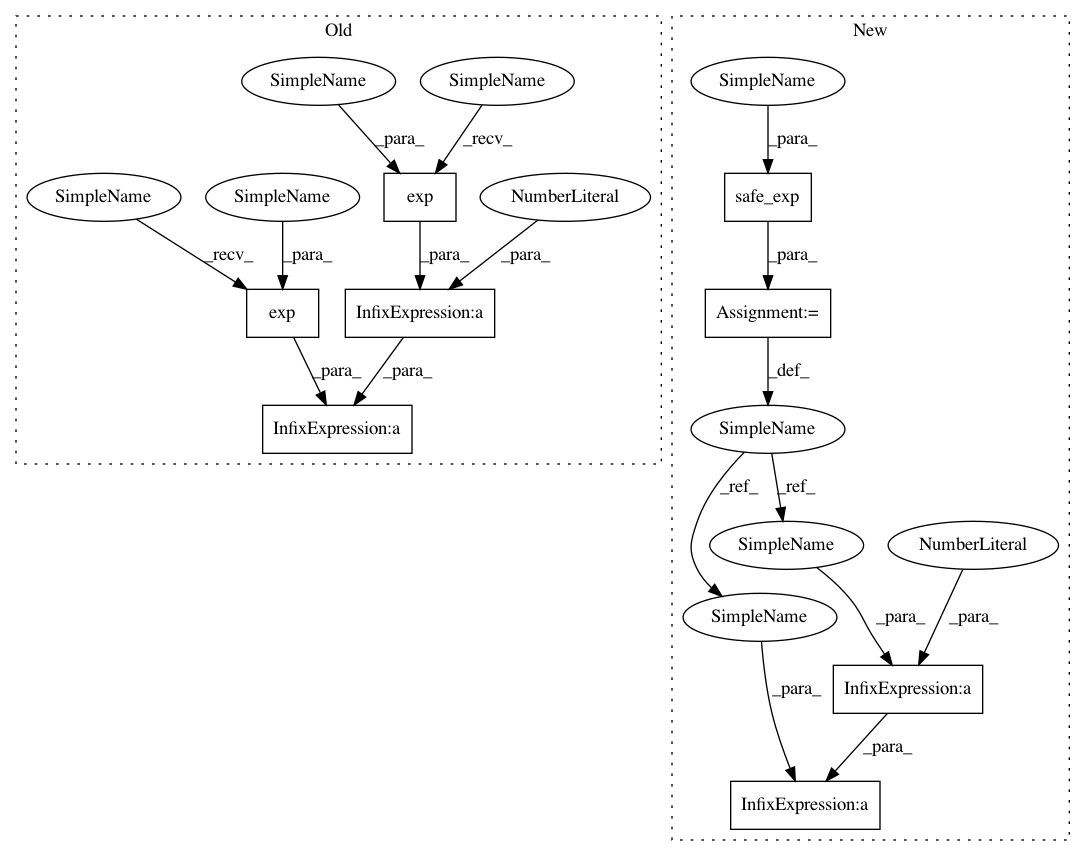 Old
New
SimpleName
SimpleName
SimpleName
_para_
_recv_
_para_
SimpleName
SimpleName
exp
NumberLiteral
safe_exp
_recv_
_para_
_para_
_para_
_para_
exp
InfixExpression:a
Assignment:=
_para_
_para_
_def_
InfixExpression:a
SimpleName
_ref_
_ref_
SimpleName
NumberLiteral
SimpleName
_para_
_para_
_para_
InfixExpression:a
_para_
InfixExpression:a